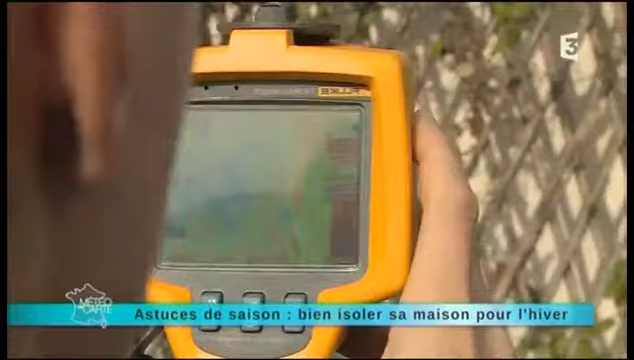 3
FLUKE
MÉTÉO
À LA CARTE
Astuces de saison : bien isoler sa maison pour l'hiver